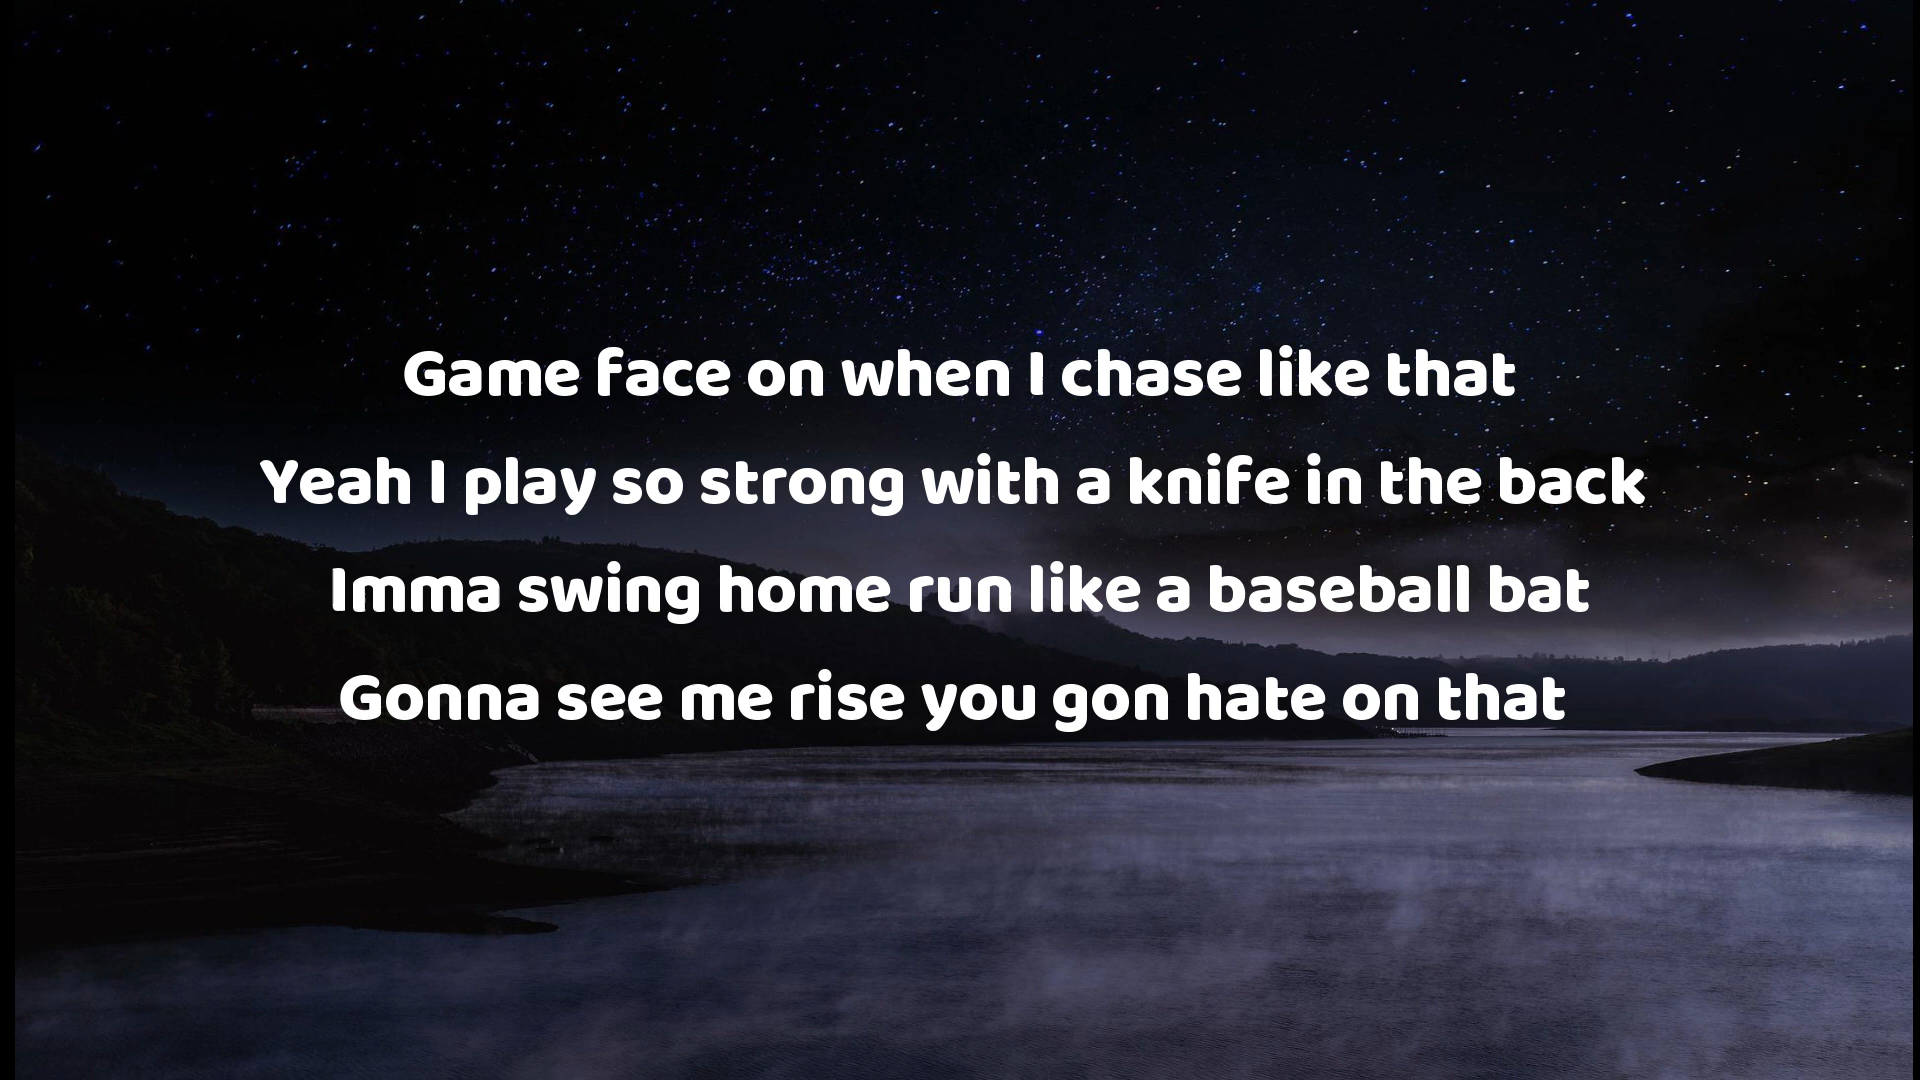 Game face on when I chase like that
Yeah I play so strong with a knife in the back
Imma swing home run like a baseball bat
Gonna see me rise you gon hate on that